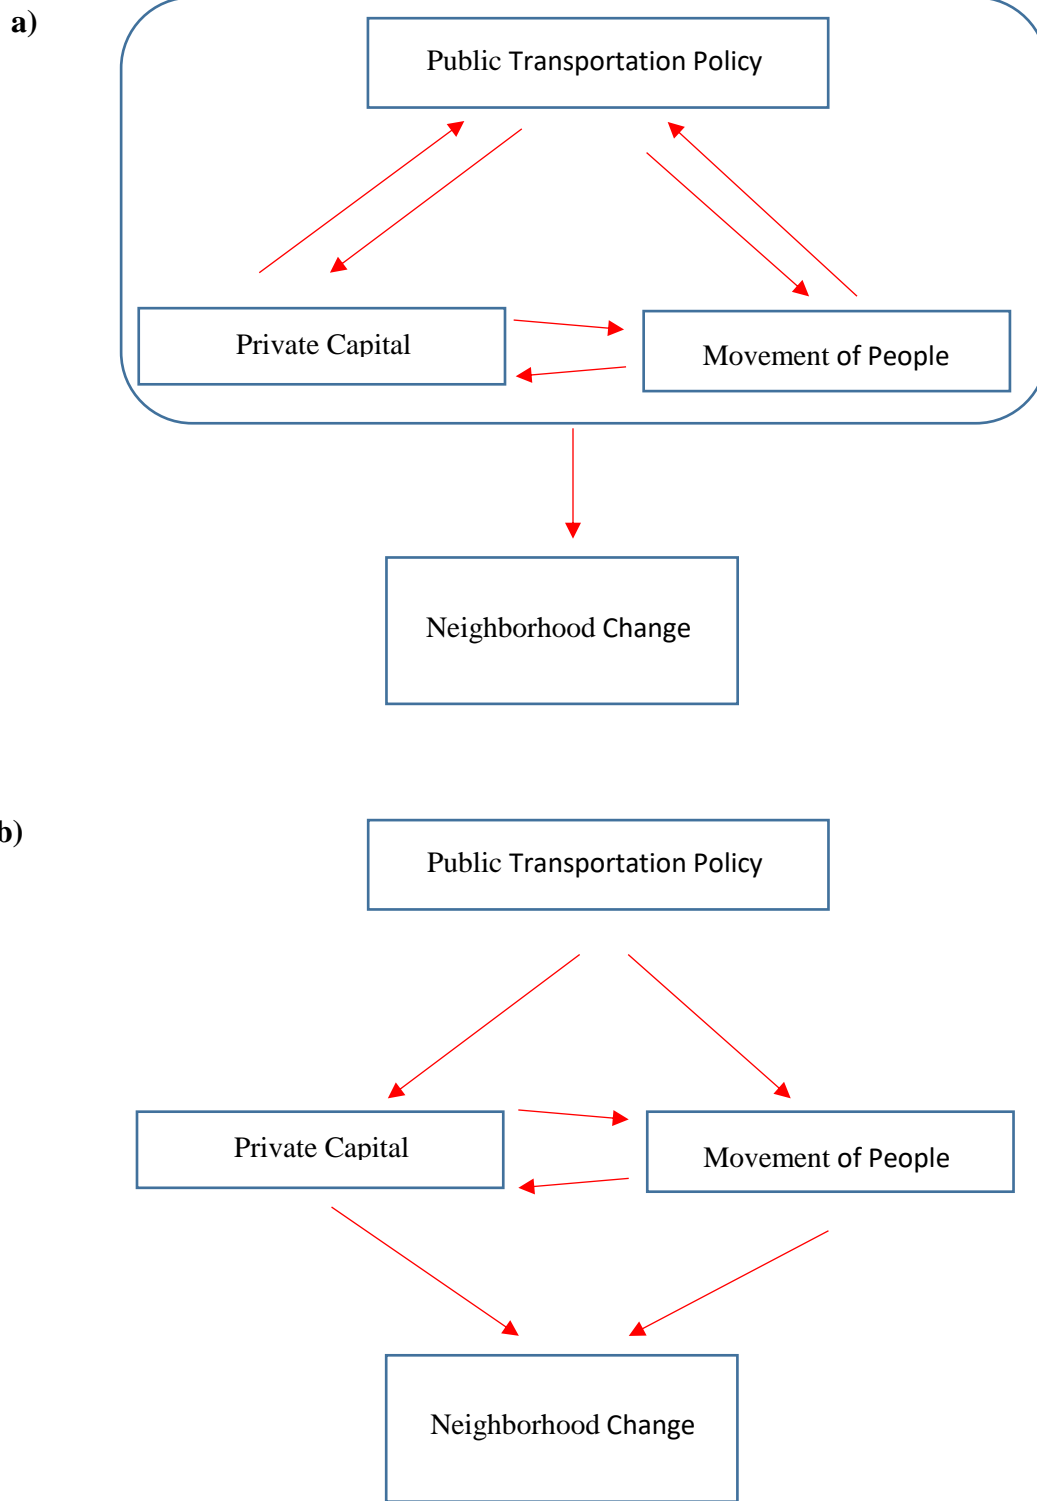 a)
Public Transportation Policy
Private Capital
Movement of People
Neighborhood Change
b)
Public Transportation Policy
Private Capital
Movement of People
Neighborhood Change